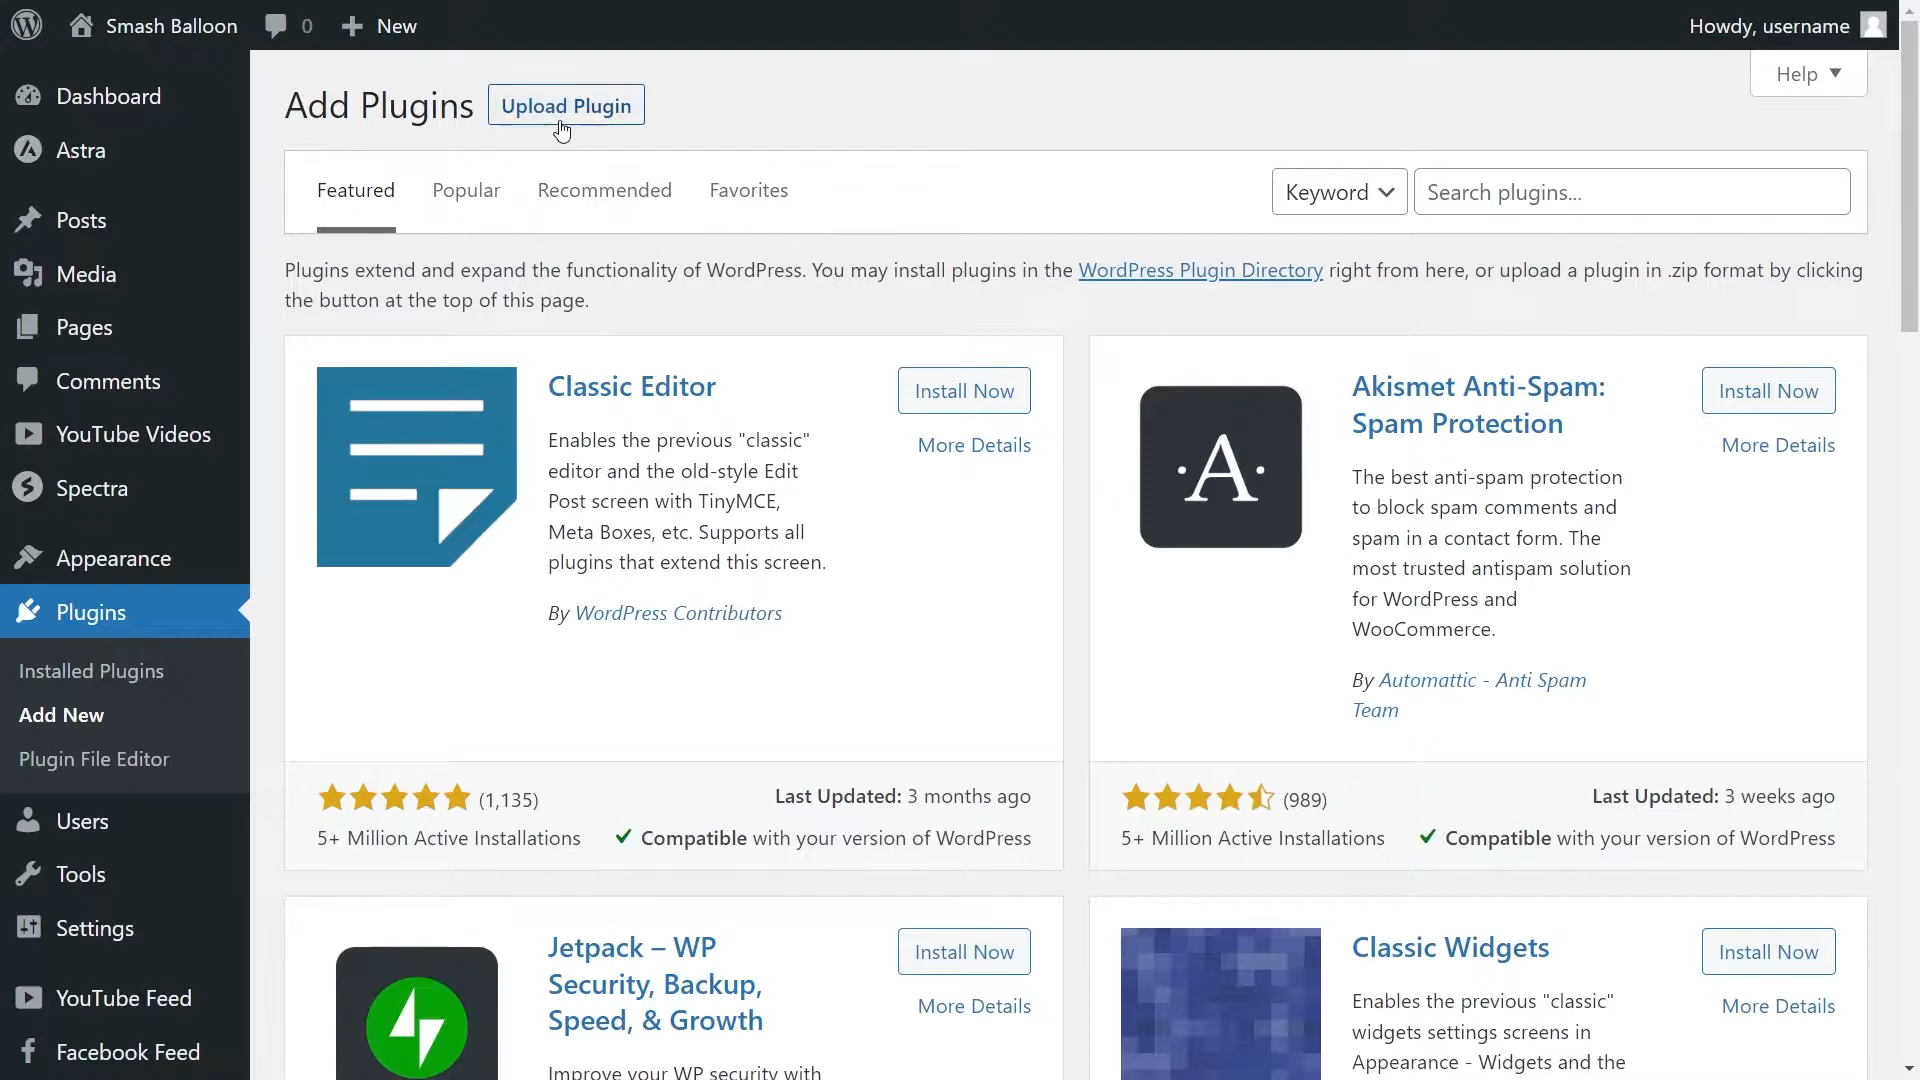 Smash Balloon
0
New
Howdy, username
Dashboard
Astra
Posts
Media
Pages
Comments
YouTube Videos
Spectra
Appearance
Plugins
Installed Plugins
Add New
Plugin File Editor
Users
Tools
Settings
YouTube Feed
Facebook Feed
Help
Add Plugins
Upload Plugin
Featured
Popular
Recommended
Favorites
Keyword
Search plugins...
Plugins extend and expand the functionality of WordPress. You may install plugins in the WordPress Plugin Directory right from here, or upload a plugin in .zip format by clicking
the button at the top of this page.
Classic Editor
Install Now
More Details
Enables the previous "classic"
editor and the old-style Edit
Post screen with TinyMCE,
Meta Boxes, etc. Supports all
plugins that extend this screen.
By WordPress Contributors
(1,135)
Last Updated: 3 months ago
5+ Million Active Installations
Compatible with your version of WordPress
·A·
Akismet Anti-Spam:
Spam Protection
Install Now
More Details
The best anti-spam protection
to block spam comments and
spam in a contact form. The
most trusted antispam solution
for WordPress and
WooCommerce.
By Automattic - Anti Spam
Team
(989)
Last Updated: 3 weeks ago
5+ Million Active Installations
Compatible with your version of WordPress
Jetpack – WP
Security, Backup,
Speed, & Growth
Install Now
More Details
Improve your WP security with
Classic Widgets
Install Now
More Details
Enables the previous "classic"
widgets settings screens in
Appearance - Widgets and the